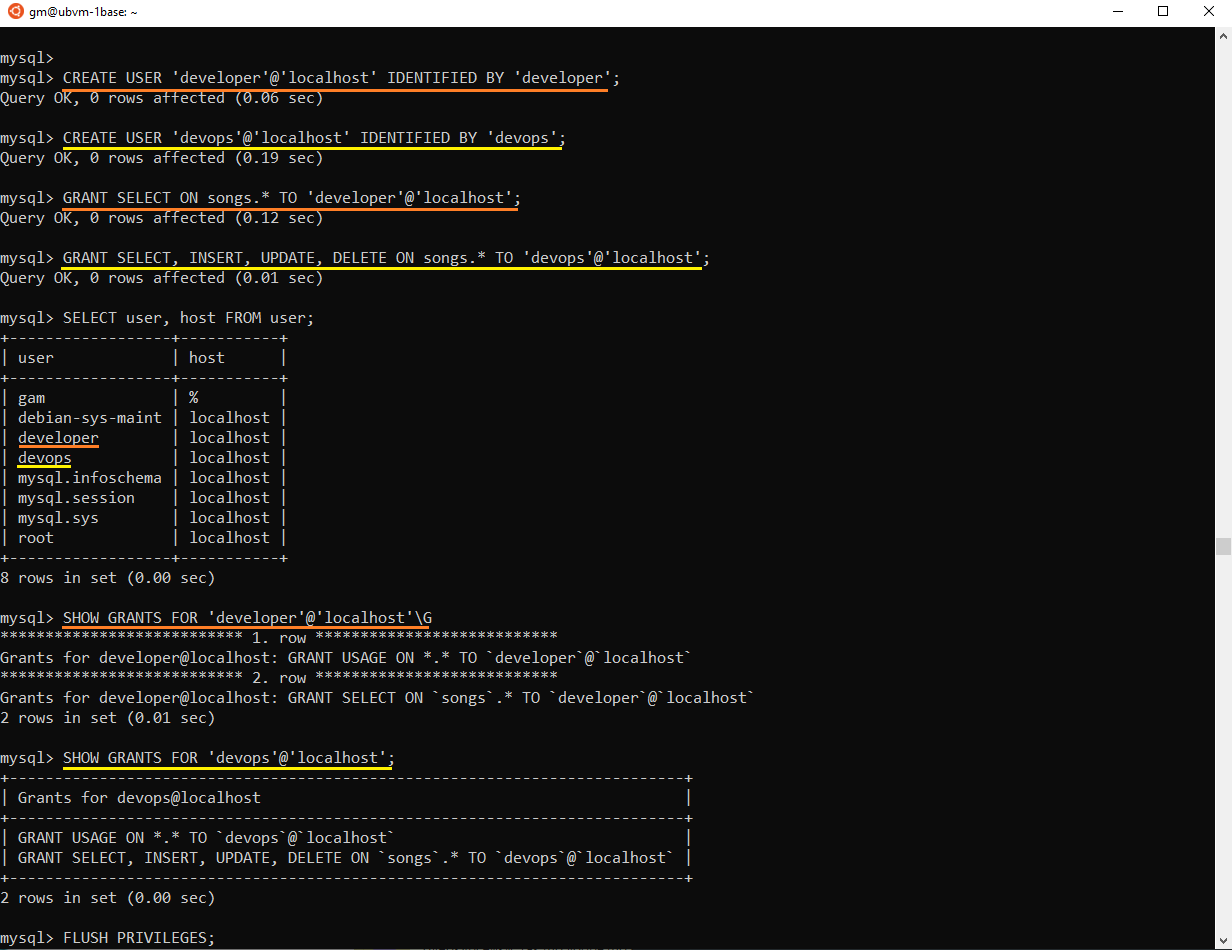 gm@ubvm-1base: ~
mysql>
mysql> CREATE USER 'developer'@'localhost' IDENTIFIED BY 'developer';
Query OK, 0 rows affected (0.06 sec)
mysql> CREATE USER 'devops'@'localhost' IDENTIFIED BY 'devops';
Query OK, 0 rows affected (0.19 sec)
mysql> GRANT SELECT ON songs.* TO 'developer'@'localhost';
Query OK, 0 rows affected (0.12 sec)
mysql> GRANT SELECT, INSERT, UPDATE, DELETE ON songs.* TO 'devops'@'localhost';
Query OK, 0 rows affected (0.01 sec)
mysql> SELECT user, host FROM user;
+------------------+-----------+
| user             | host      |
+------------------+-----------+
| gam              | %         |
| debian-sys-maint | localhost |
| developer        | localhost |
| devops           | localhost |
| mysql.infoschema | localhost |
| mysql.session    | localhost |
| mysql.sys        | localhost |
| root             | localhost |
+------------------+-----------+
8 rows in set (0.00 sec)
mysql> SHOW GRANTS FOR 'developer'@'localhost'\G
*************************** 1. row ***************************
Grants for developer@localhost: GRANT USAGE ON *.* TO `developer`@`localhost`
*************************** 2. row ***************************
Grants for developer@localhost: GRANT SELECT ON `songs`.* TO `developer`@`localhost`
2 rows in set (0.01 sec)
mysql> SHOW GRANTS FOR 'devops'@'localhost';
+---------------------------------------------------------------------------+
| Grants for devops@localhost                                               |
+---------------------------------------------------------------------------+
| GRANT USAGE ON *.* TO `devops`@`localhost`                                |
| GRANT SELECT, INSERT, UPDATE, DELETE ON `songs`.* TO `devops`@`localhost` |
+---------------------------------------------------------------------------+
2 rows in set (0.00 sec)
mysql> FLUSH PRIVILEGES;